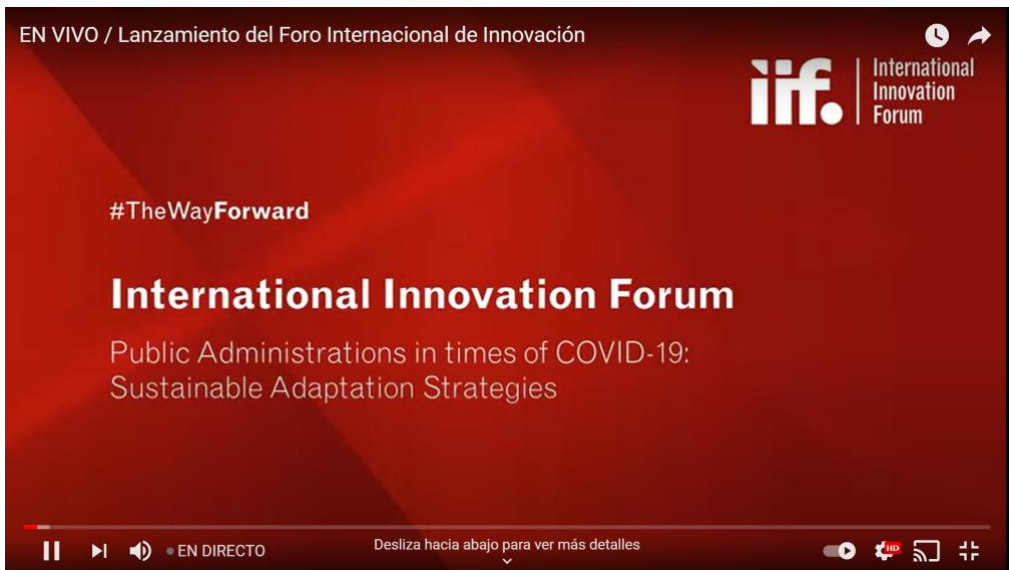 EN VIVO / Lanzamiento del Foro Internacional de Innovación
iif.
International
Innovation
Forum
#TheWayForward
International Innovation Forum
Public Administrations in times of COVID-19:
Sustainable Adaptation Strategies
EN DIRECTO
Desliza hacia abajo para ver más detalles
HD